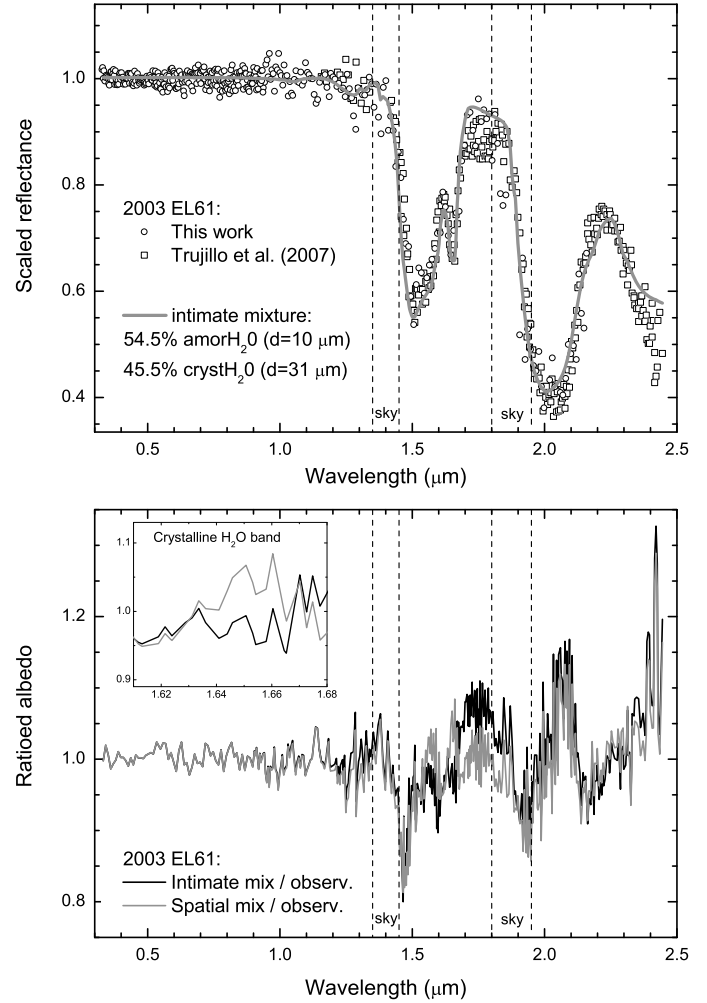 1.0
0.8
0.6
0.4
Scaled reflectance
2003 EL61:
This work
Trujillo et al. (2007)
intimate mixture:
54.5% amorH₂0 (d=10 μm)
45.5% crystH₂0 (d=31 μm)
sky
sky
0.5 1.0 1.5 2.0 2.5
Wavelength (μm)
Crystalline H₂O band
1.1
1.0
0.9
1.62 1.64 1.66 1.68
1.2
1.0
0.8
Ratioed albedo
2003 EL61:
Intimate mix / observ.
Spatial mix / observ.
sky
sky
0.5 1.0 1.5 2.0 2.5
Wavelength (μm)